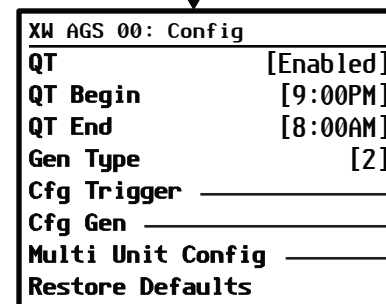 XW AGS 00: Config
QT [Enabled]
QT Begin [9:00PM]
QT End [8:00AM]
Gen Type [2]
Cfg Trigger
Cfg Gen
Multi Unit Config
Restore Defaults